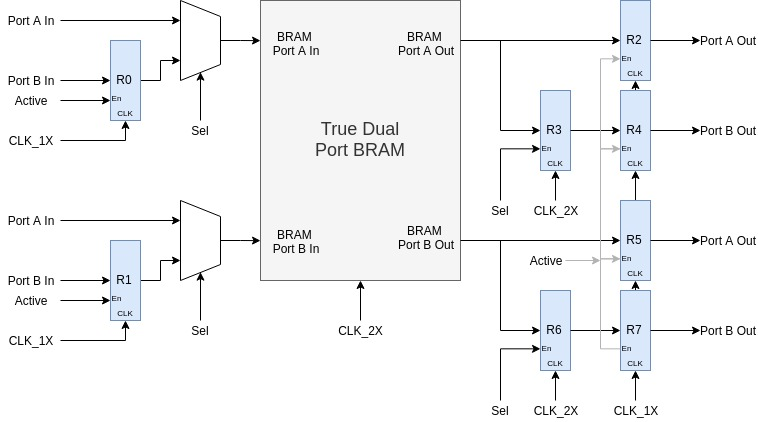 Port A In
BRAM
Port A In
BRAM
Port A Out
R2
Port A Out
En
CLK
R0
Port B In
Active
En
CLK
CLK_1X
Sel
True Dual
Port BRAM
R3
En
CLK
R4
En
CLK
Port B Out
Sel
CLK_2X
Port A In
BRAM
Port B In
BRAM
Port B Out
R5
Port A Out
Active
En
CLK
R1
Port B In
Active
En
CLK
CLK_1X
Sel
CLK_2X
R6
En
CLK
R7
En
CLK
Port B Out
Sel
CLK_2X
CLK_1X